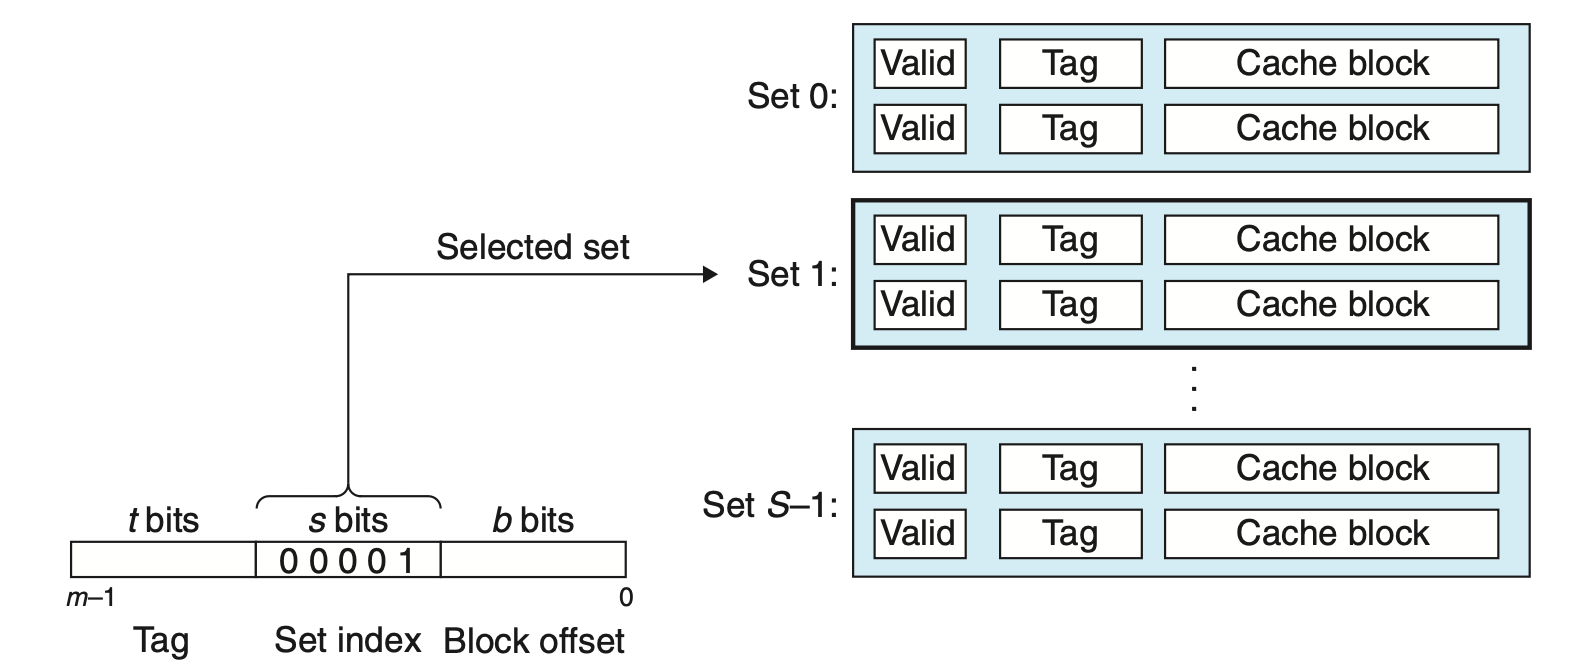 Valid Tag Cache block
Set 0:
Valid Tag Cache block
Selected set
Valid Tag Cache block
Set 1:
Valid Tag Cache block
⋮
Valid Tag Cache block
Set S–1:
Valid Tag Cache block
t bits s bits b bits
0 0 0 0 1
m–1 0
Tag Set index Block offset